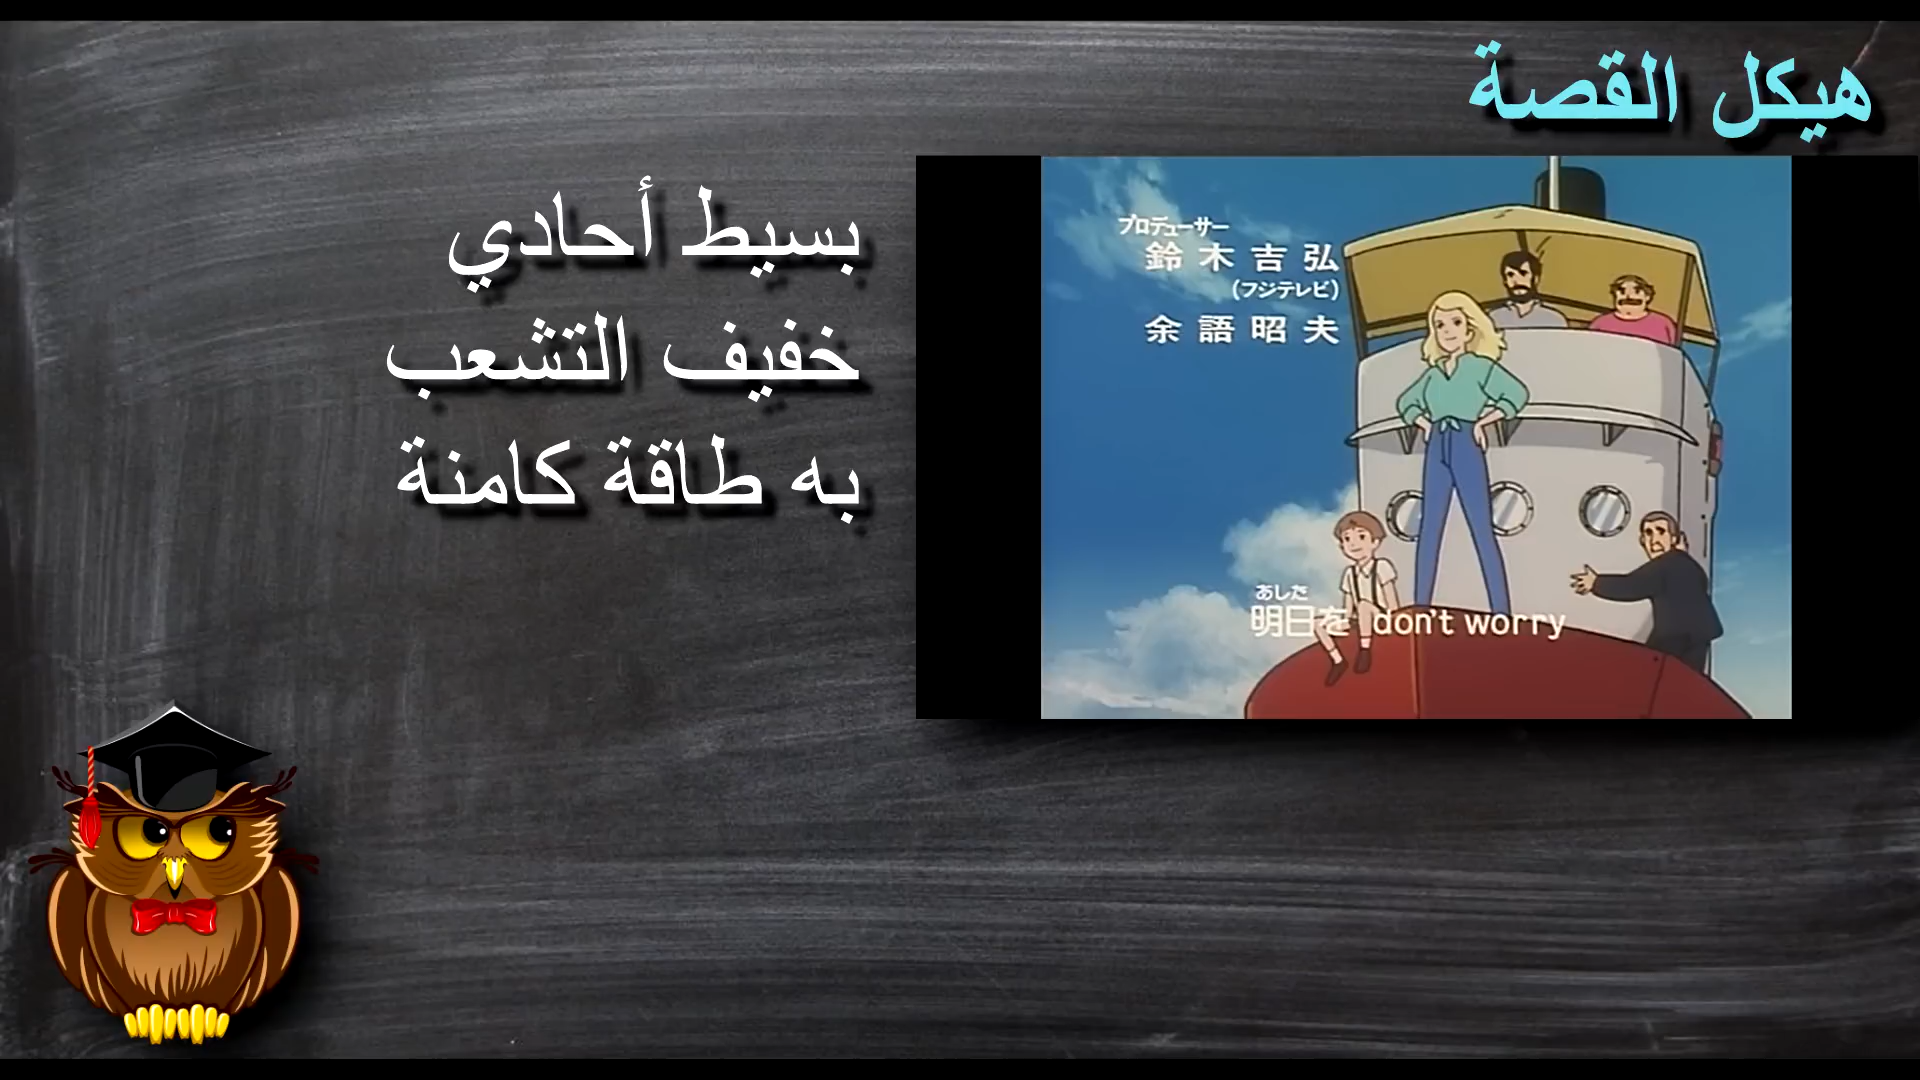 هيكل القصة
بسيط أحادي
خفيف التشعب
به طاقة كامنة
プロデューサー
鈴木吉弘
(フジテレビ)
余語昭夫
あした
明日を don't worry